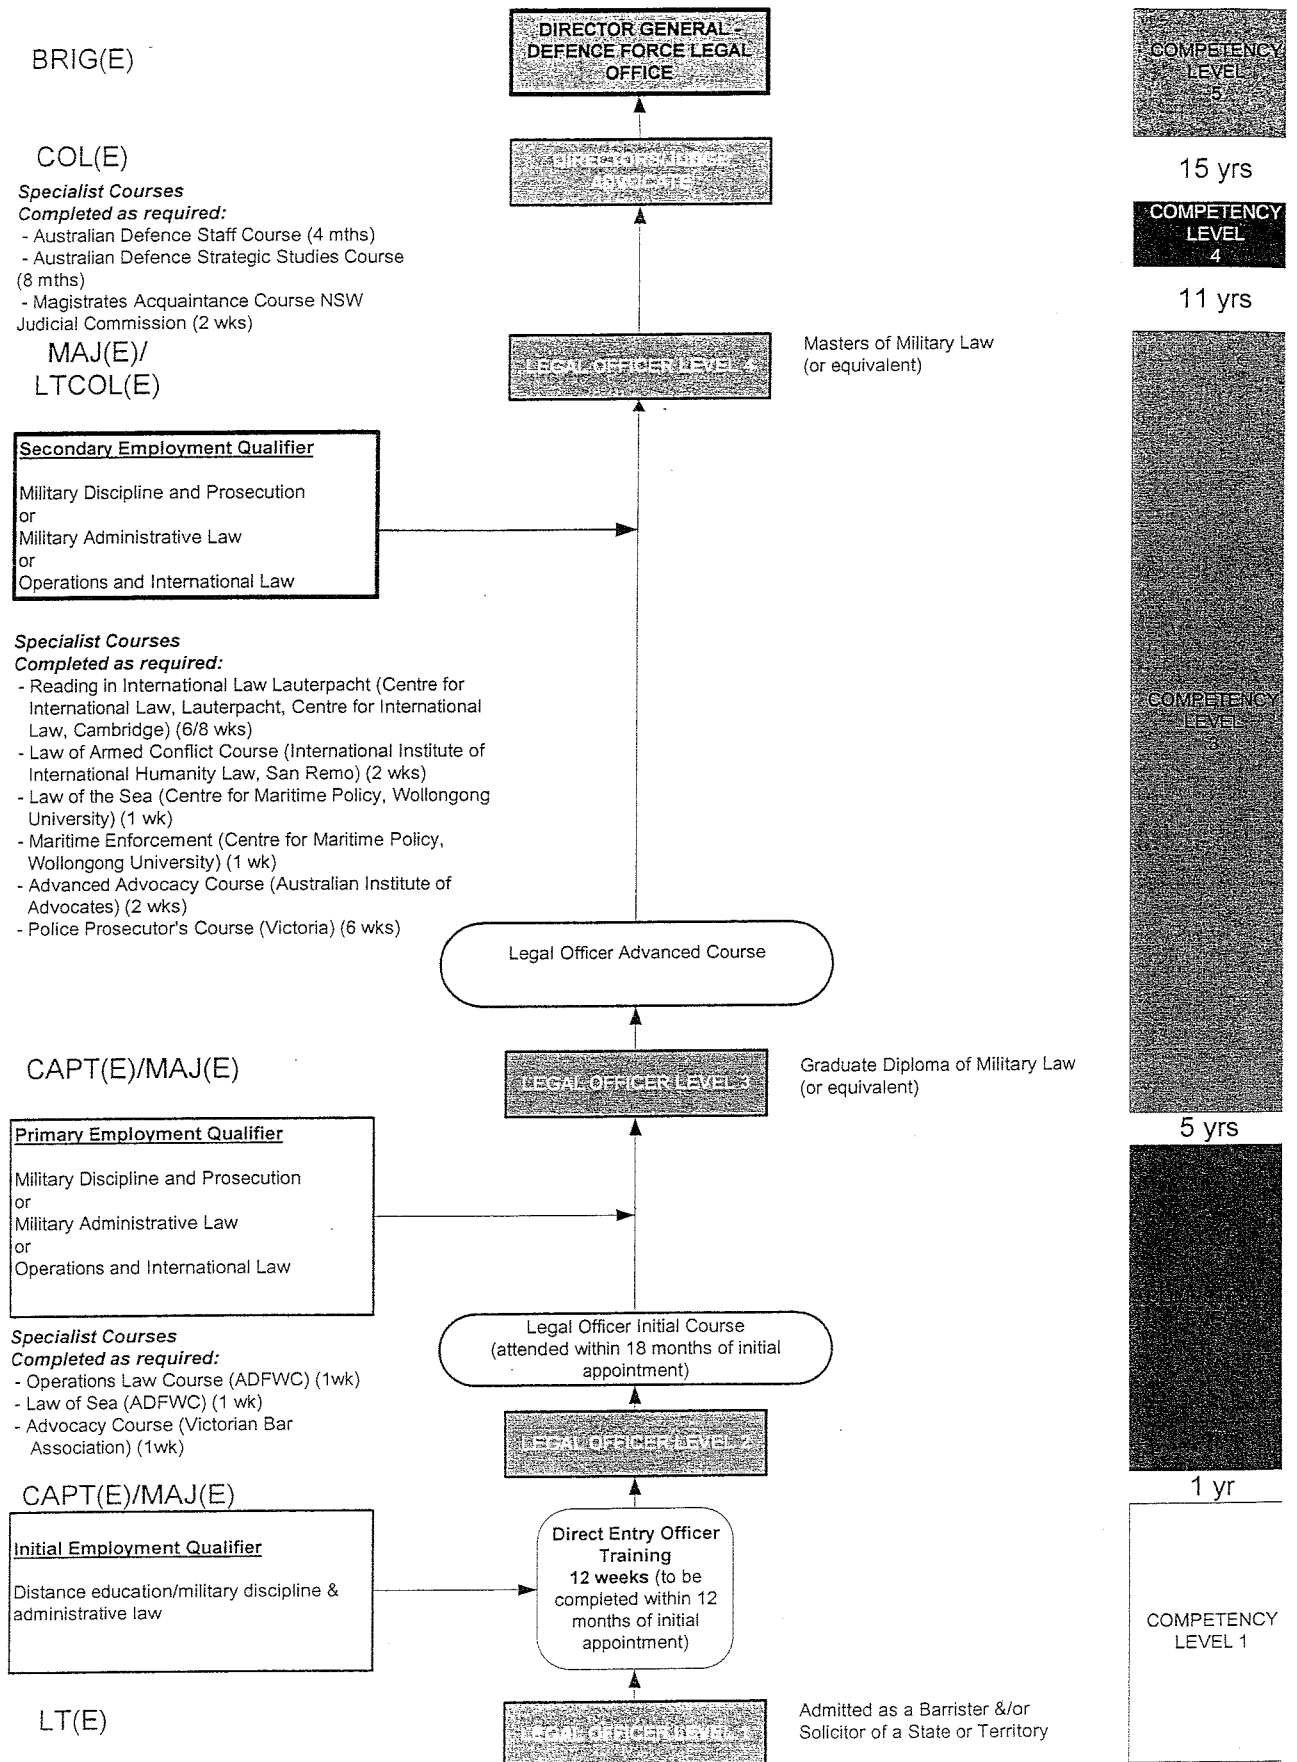 BRIG(E)
DIRECTOR GENERAL -
DEFENCE FORCE LEGAL
OFFICE
COMPETENCY
LEVEL
5
COL(E)
DIRECTORS/JUDGE
ADVOCATE
15 yrs
Specialist Courses
Completed as required:
- Australian Defence Staff Course (4 mths)
- Australian Defence Strategic Studies Course
(8 mths)
- Magistrates Acquaintance Course NSW
Judicial Commission (2 wks)
COMPETENCY
LEVEL
4
11 yrs
MAJ(E)/
LTCOL(E)
LEGAL OFFICER LEVEL 4
Masters of Military Law
(or equivalent)
Secondary Employment Qualifier
Military Discipline and Prosecution
or
Military Administrative Law
or
Operations and International Law
Specialist Courses
Completed as required:
- Reading in International Law Lauterpacht (Centre for
International Law, Lauterpacht, Centre for International
Law, Cambridge) (6/8 wks)
- Law of Armed Conflict Course (International Institute of
International Humanity Law, San Remo) (2 wks)
- Law of the Sea (Centre for Maritime Policy, Wollongong
University) (1 wk)
- Maritime Enforcement (Centre for Maritime Policy,
Wollongong University) (1 wk)
- Advanced Advocacy Course (Australian Institute of
Advocates) (2 wks)
- Police Prosecutor's Course (Victoria) (6 wks)
COMPETENCY
LEVEL
3
Legal Officer Advanced Course
CAPT(E)/MAJ(E)
LEGAL OFFICER LEVEL 3
Graduate Diploma of Military Law
(or equivalent)
5 yrs
Primary Employment Qualifier
Military Discipline and Prosecution
or
Military Administrative Law
or
Operations and International Law
Legal Officer Initial Course
(attended within 18 months of initial
appointment)
Specialist Courses
Completed as required:
- Operations Law Course (ADFWC) (1wk)
- Law of Sea (ADFWC) (1 wk)
- Advocacy Course (Victorian Bar
Association) (1wk)
LEGAL OFFICER LEVEL 2
CAPT(E)/MAJ(E)
1 yr
Initial Employment Qualifier
Distance education/military discipline &
administrative law
Direct Entry Officer
Training
12 weeks (to be
completed within 12
months of initial
appointment)
COMPETENCY
LEVEL 1
LT(E)
LEGAL OFFICER LEVEL 1
Admitted as a Barrister &/or
Solicitor of a State or Territory